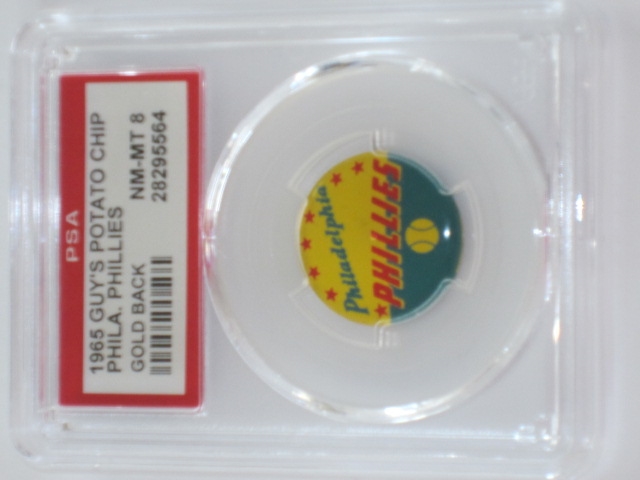 PSA
1965 GUY'S POTATO CHIP
PHILA. PHILLIES
GOLD BACK NM-MT 8
28295564
Philadelphia
PHILLIES